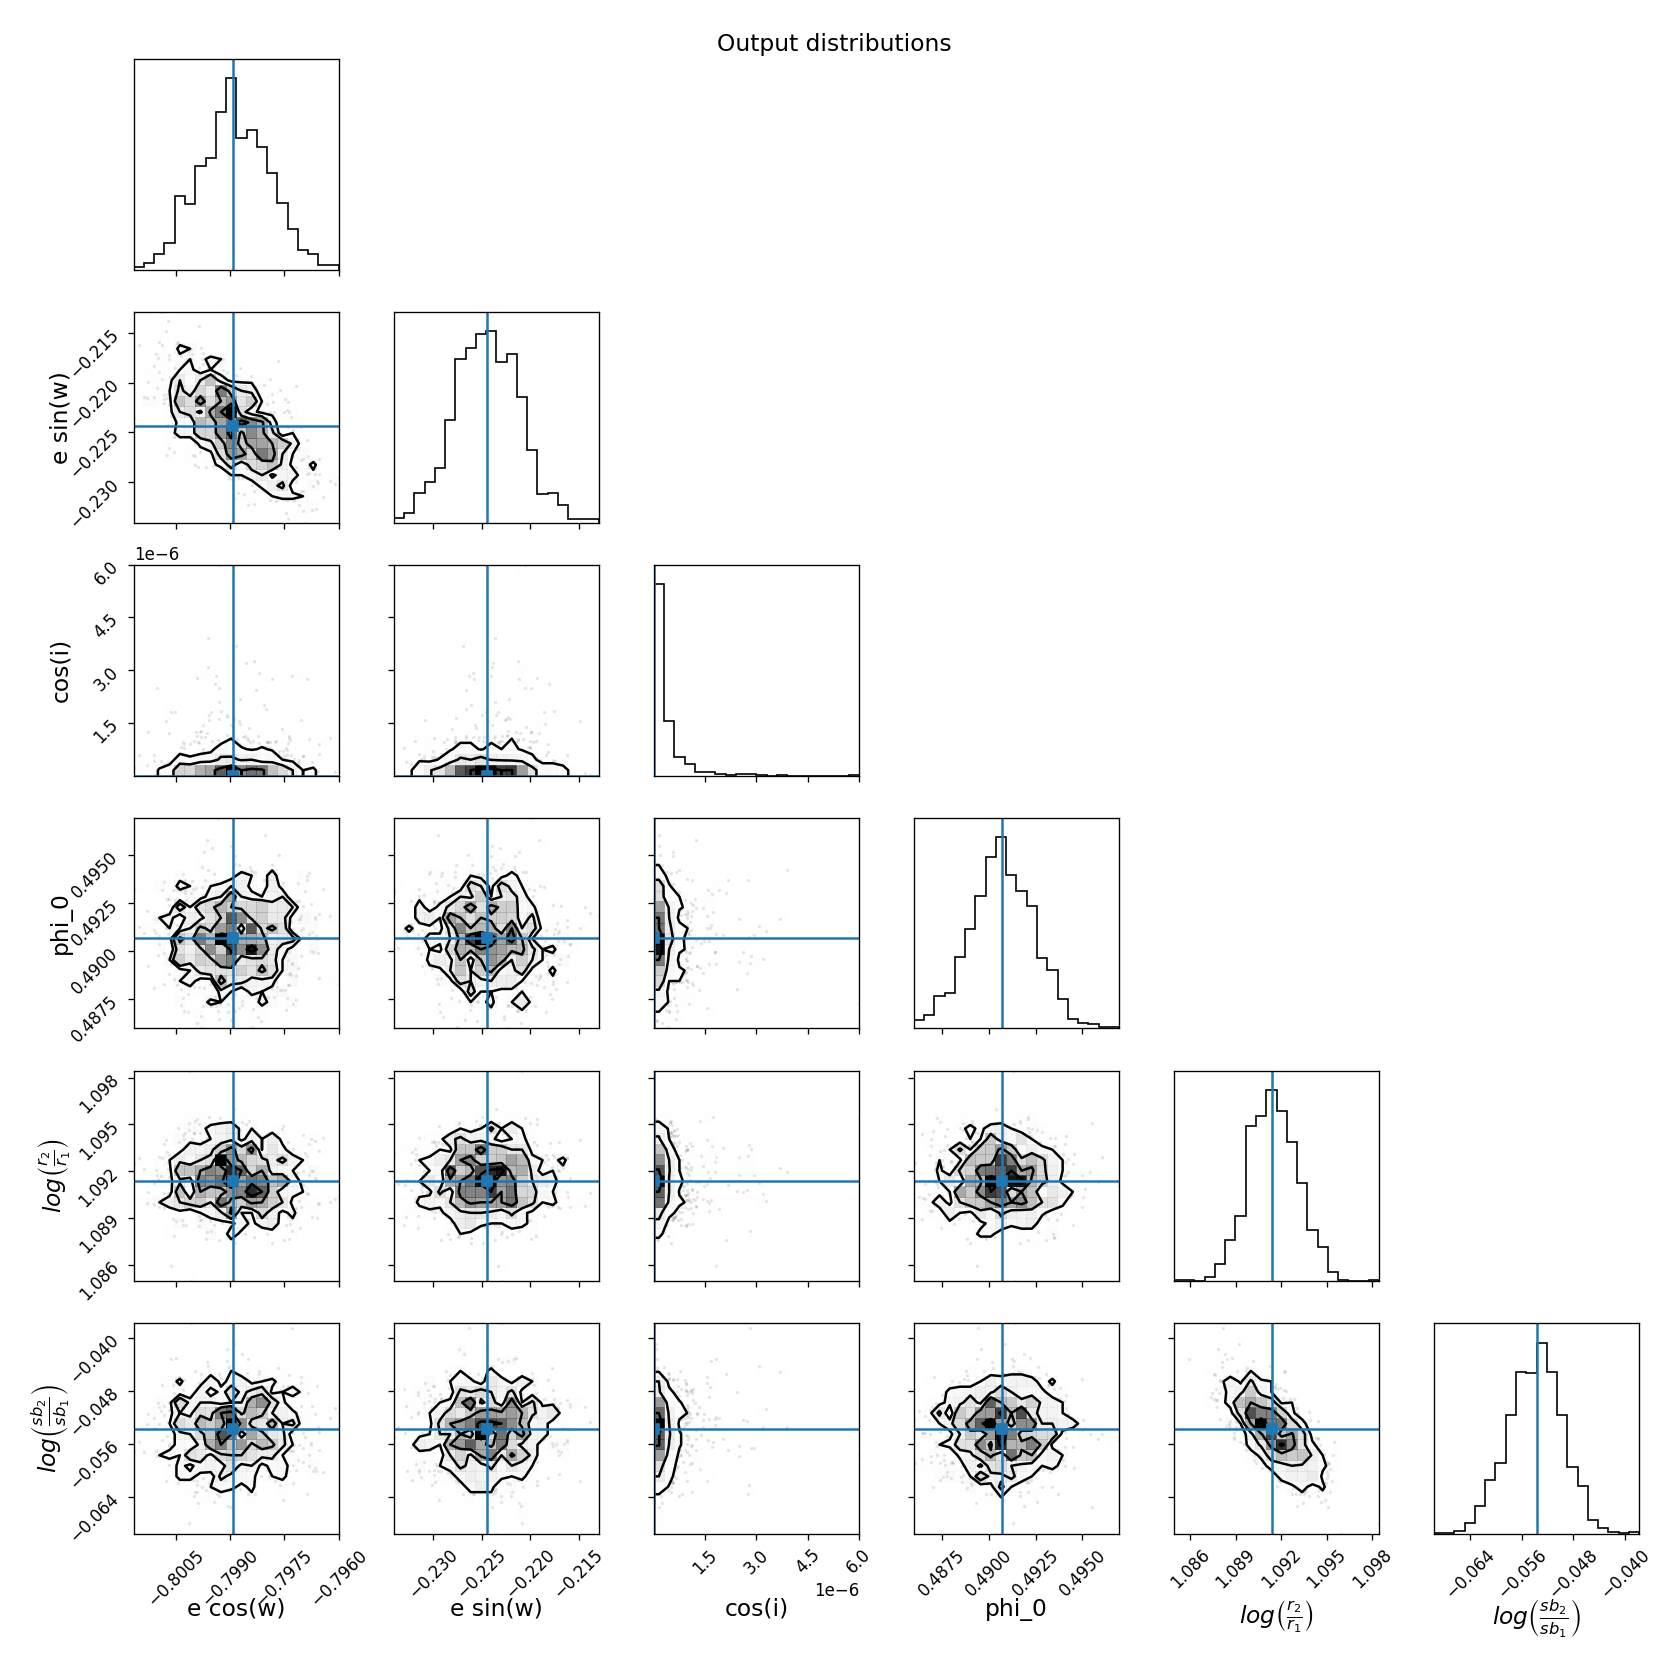 Output distributions
e sin(w)
−0.215
−0.220
−0.225
−0.230
1e−6
cos(i)
6.0
4.5
3.0
1.5
phi_0
0.4950
0.4925
0.4900
0.4875
log(r₂/r₁)
1.098
1.095
1.092
1.089
1.086
log(sb₂/sb₁)
−0.040
−0.048
−0.056
−0.064
−0.8005 −0.7990 −0.7975 −0.7960
−0.230 −0.225 −0.220 −0.215
1.5 3.0 4.5 6.0
1e−6
0.4875 0.4900 0.4925 0.4950
1.086 1.089 1.092 1.095 1.098
−0.064 −0.056 −0.048 −0.040
e cos(w) e sin(w) cos(i) phi_0 log(r₂/r₁) log(sb₂/sb₁)